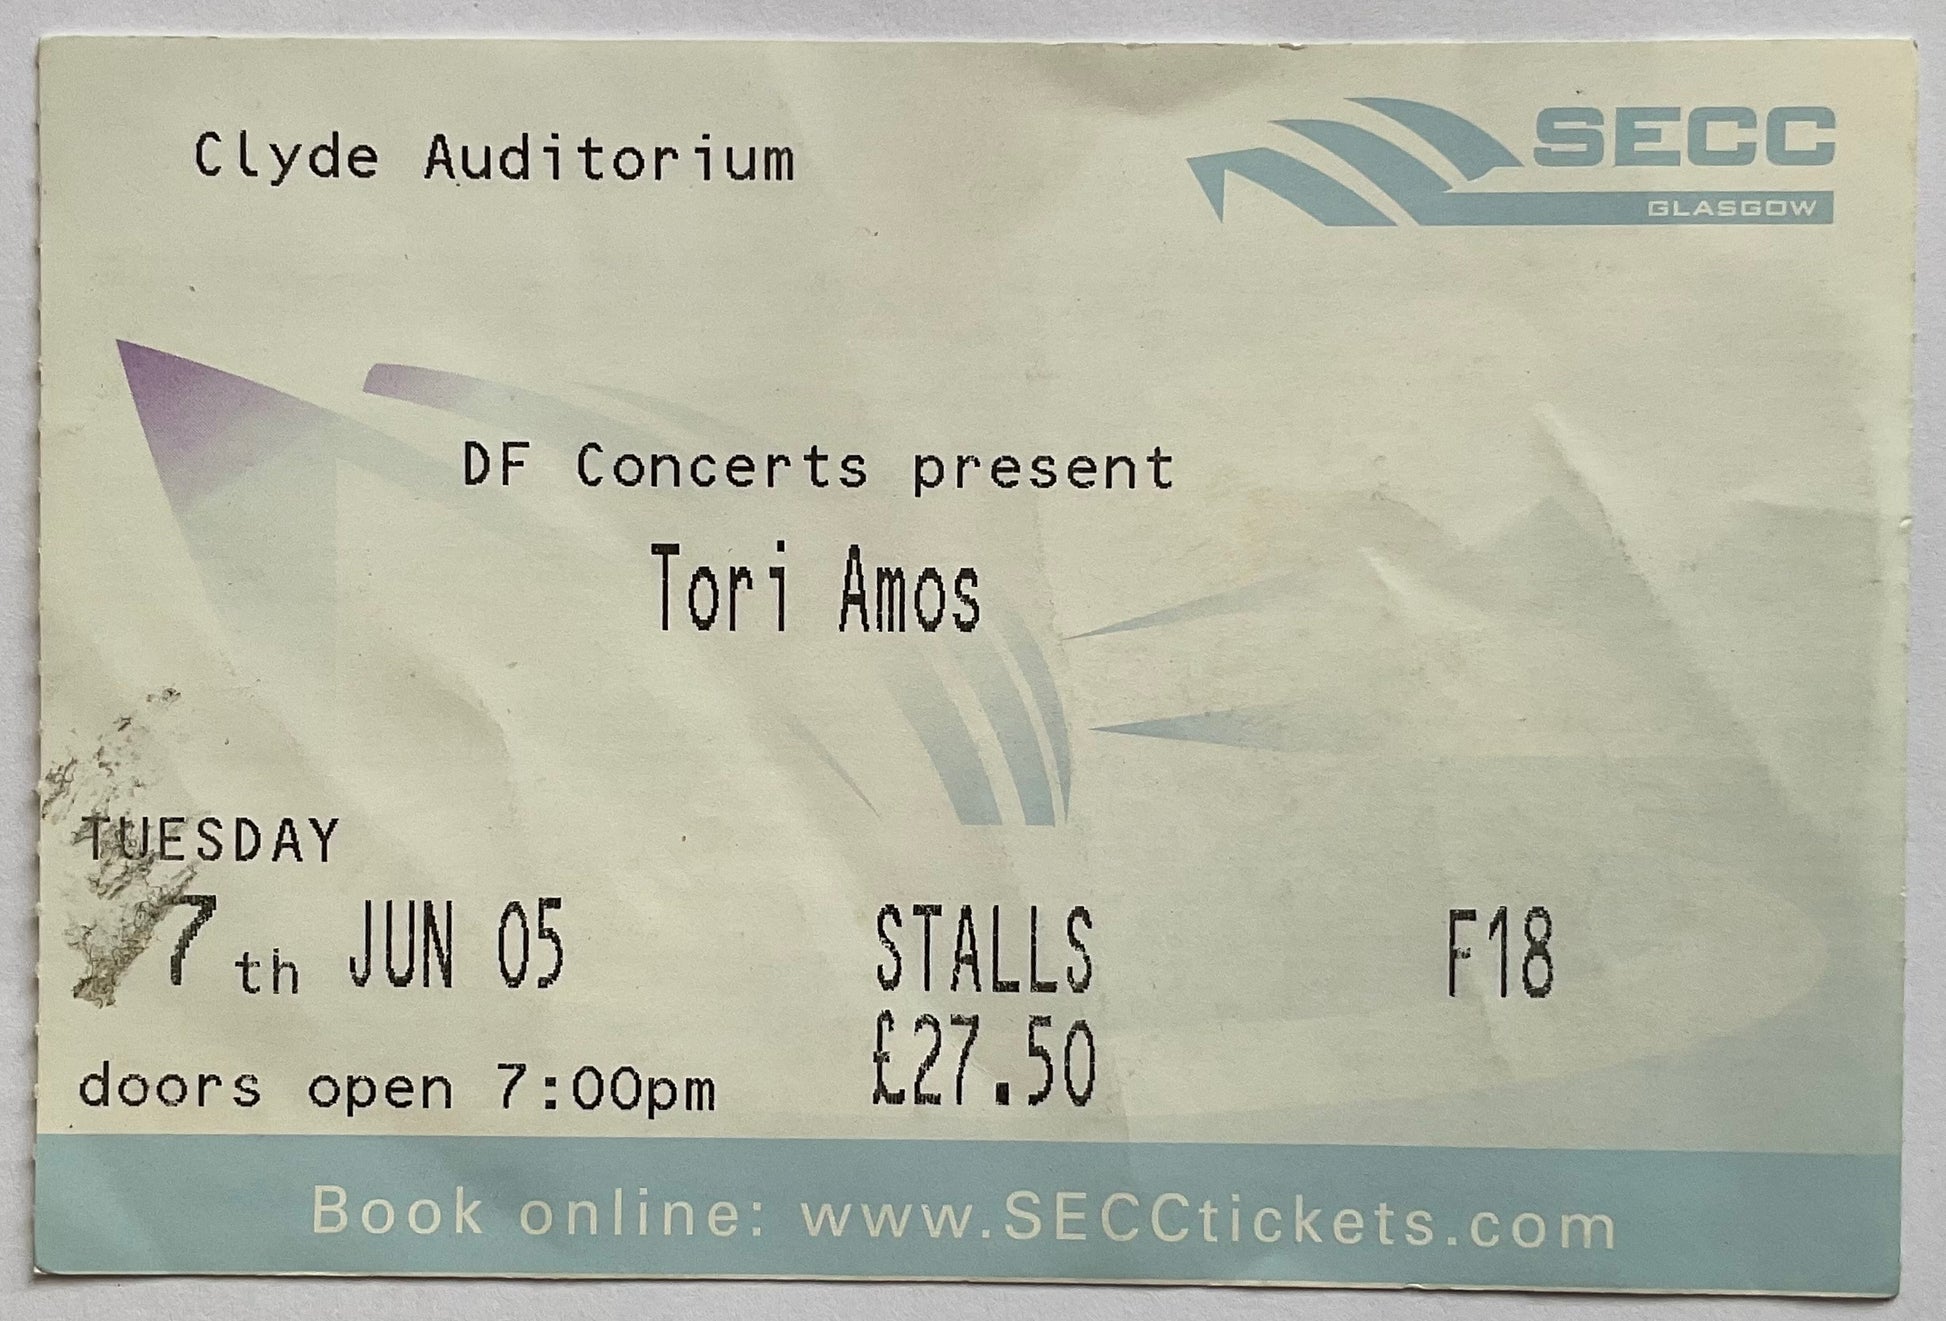 Clyde Auditorium
SECC
GLASGOW
DF Concerts present
Tori Amos
TUESDAY
7th JUN 05 STALLS F18
doors open 7:00pm £27.50
Book online: www.SECCtickets.com